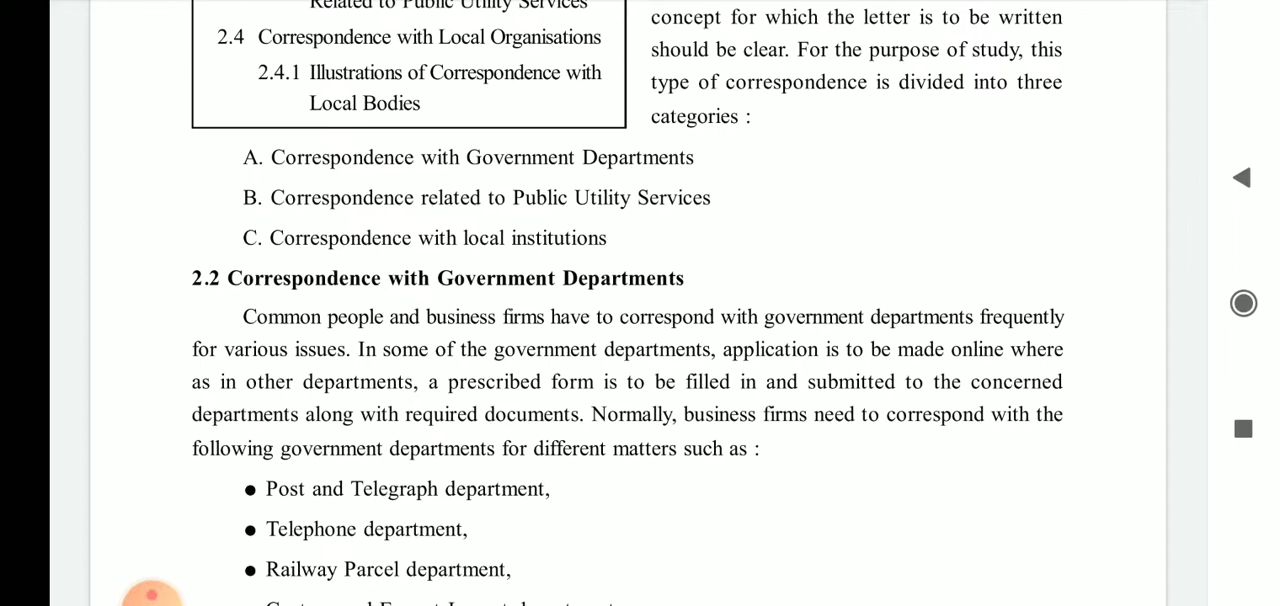 Related to Public Utility Services
2.4 Correspondence with Local Organisations
2.4.1 Illustrations of Correspondence with
Local Bodies
concept for which the letter is to be written
should be clear. For the purpose of study, this
type of correspondence is divided into three
categories :
A. Correspondence with Government Departments
B. Correspondence related to Public Utility Services
C. Correspondence with local institutions
2.2 Correspondence with Government Departments
Common people and business firms have to correspond with government departments frequently
for various issues. In some of the government departments, application is to be made online where
as in other departments, a prescribed form is to be filled in and submitted to the concerned
departments along with required documents. Normally, business firms need to correspond with the
following government departments for different matters such as :
● Post and Telegraph department,
● Telephone department,
● Railway Parcel department,